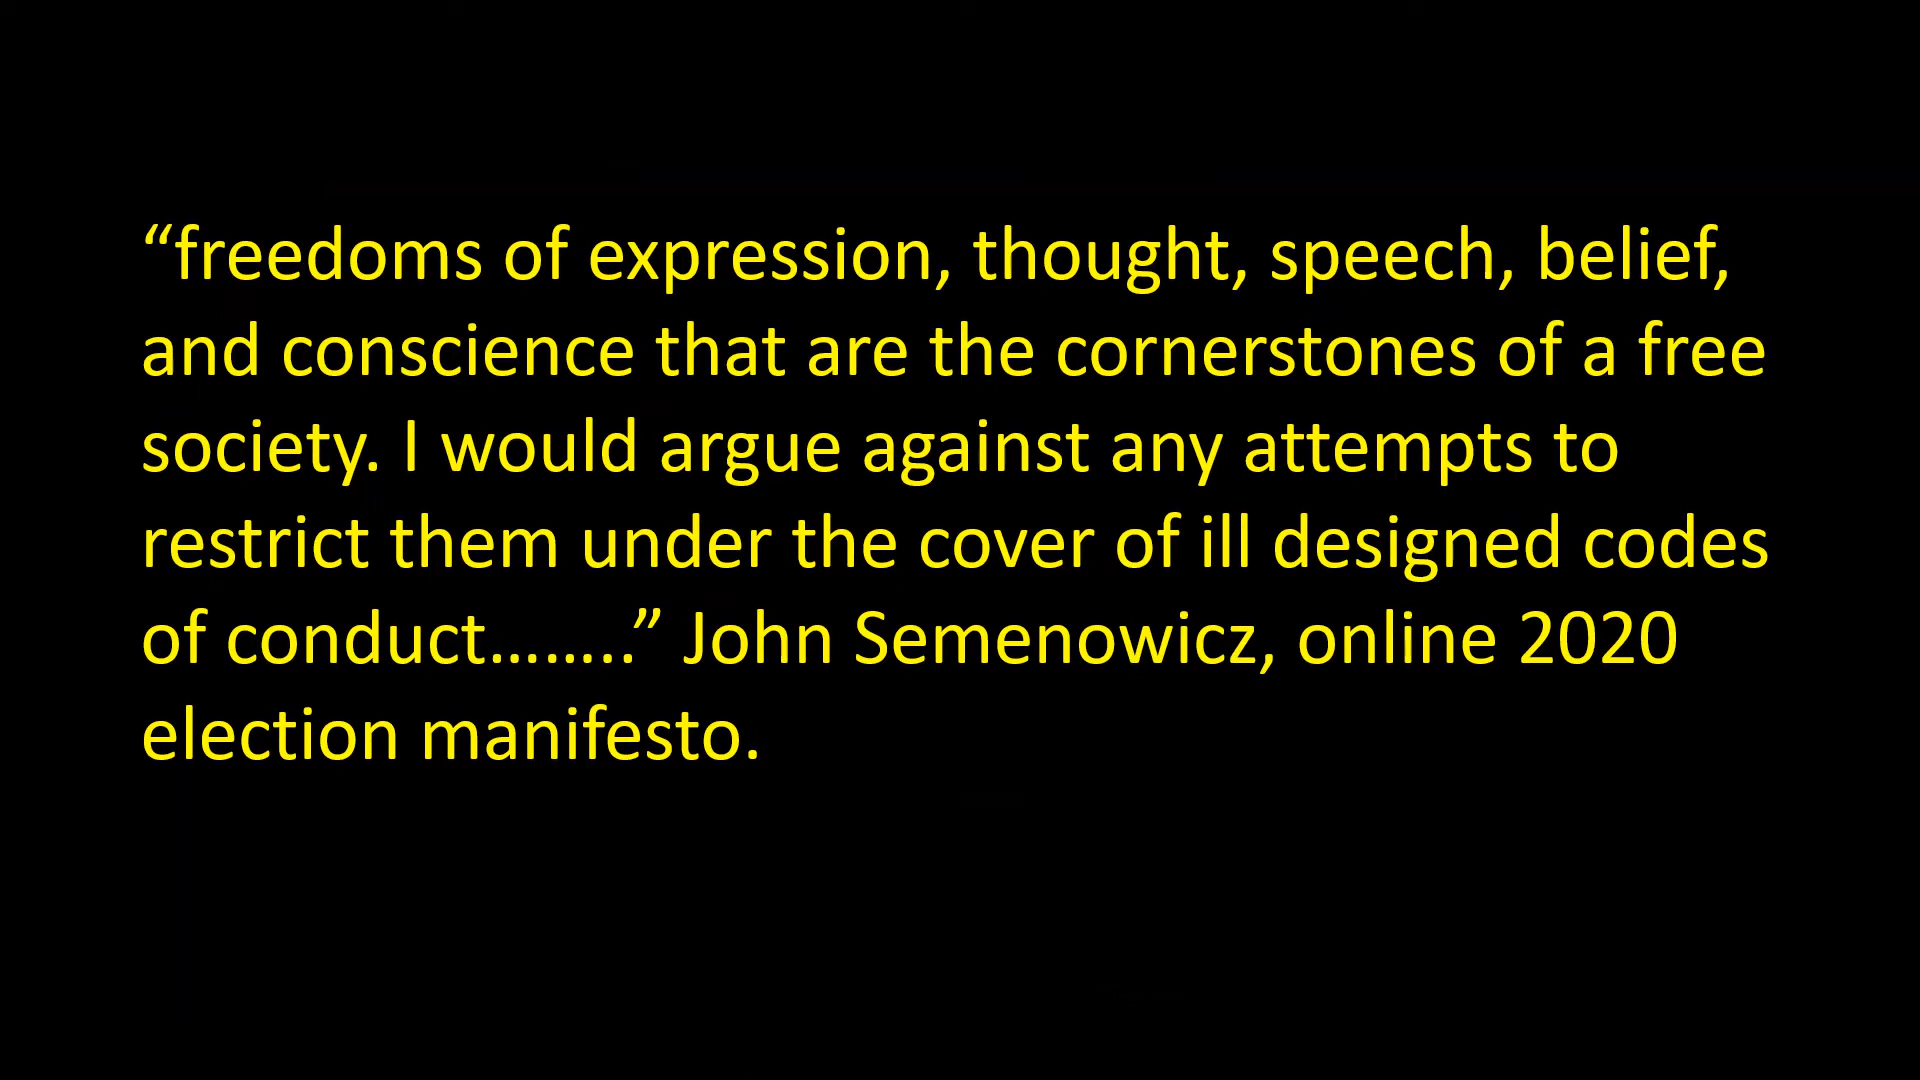 “freedoms of expression, thought, speech, belief,
and conscience that are the cornerstones of a free
society. I would argue against any attempts to
restrict them under the cover of ill designed codes
of conduct……..” John Semenowicz, online 2020
election manifesto.